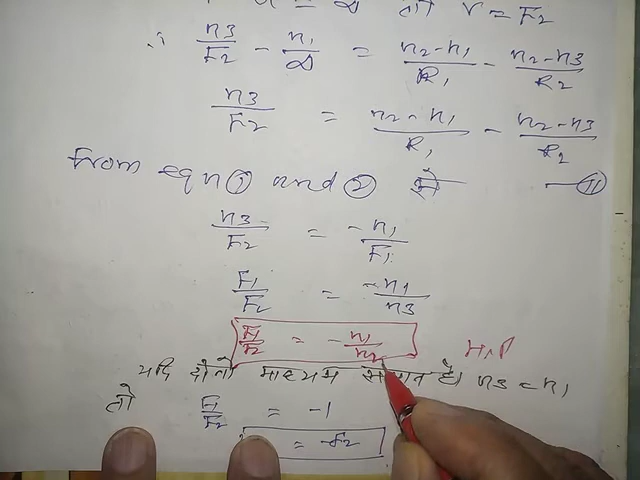 u = ∞ तो v = F2
∴ n3/F2 - n1/∞ = n2-n1/R1 - n2-n3/R2
n3/F2 = n2-n1/R1 - n2-n3/R2
From eqn ① and ② से —⑪
n3/F2 = -n1/F1
F1/F2 = -n1/n3
F1/F2 = -n1/n2
यदि दोनो माध्यम समान है। n3 = n1
तो F1/F2 = -1
= -F2